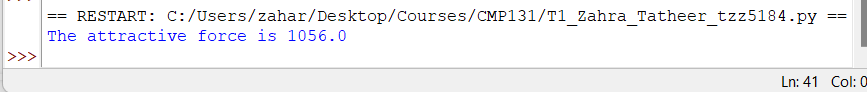 == RESTART: C:/Users/zahar/Desktop/Courses/CMP131/T1_Zahra_Tatheer_tzz5184.py ==
The attractive force is 1056.0
>>>
Ln: 41 Col: 0